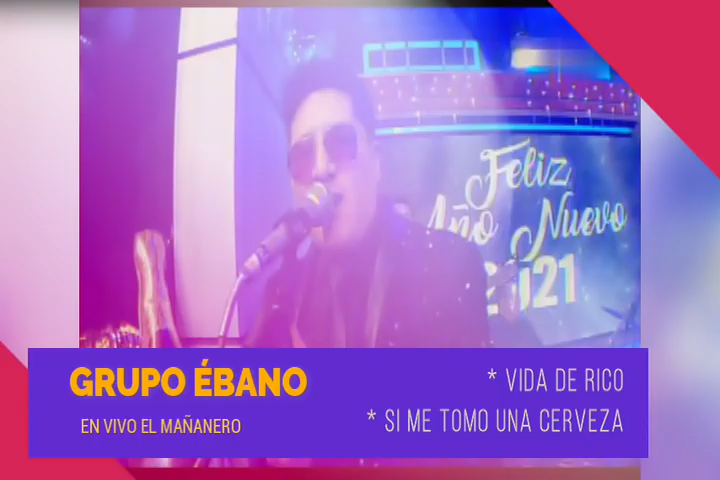 Feliz
Año Nuevo
2021
GRUPO ÉBANO
EN VIVO EL MAÑANERO
* VIDA DE RICO
* SI ME TOMO UNA CERVEZA